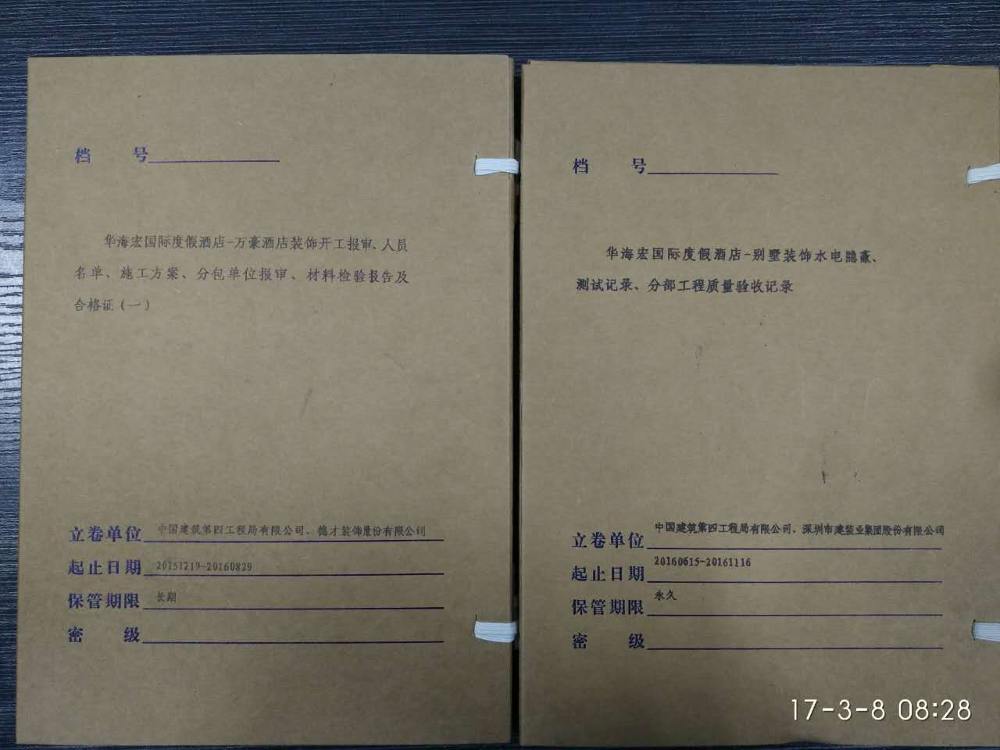 档 号
华海宏国际度假酒店-万豪酒店装饰开工报审、人员
名单、施工方案、分包单位报审、材料检验报告及
合格证(一)
立卷单位 中国建筑第四工程局有限公司、德才装饰股份有限公司
起止日期 20151219-20160829
保管期限 长期
密 级
档 号
华海宏国际度假酒店-别墅装饰水电隐蔽、
测试记录、分部工程质量验收记录
立卷单位 中国建筑第四工程局有限公司、深圳市建装业集团股份有限公司
起止日期 20160615-20161116
保管期限 永久
密 级
17-3-8 08:28